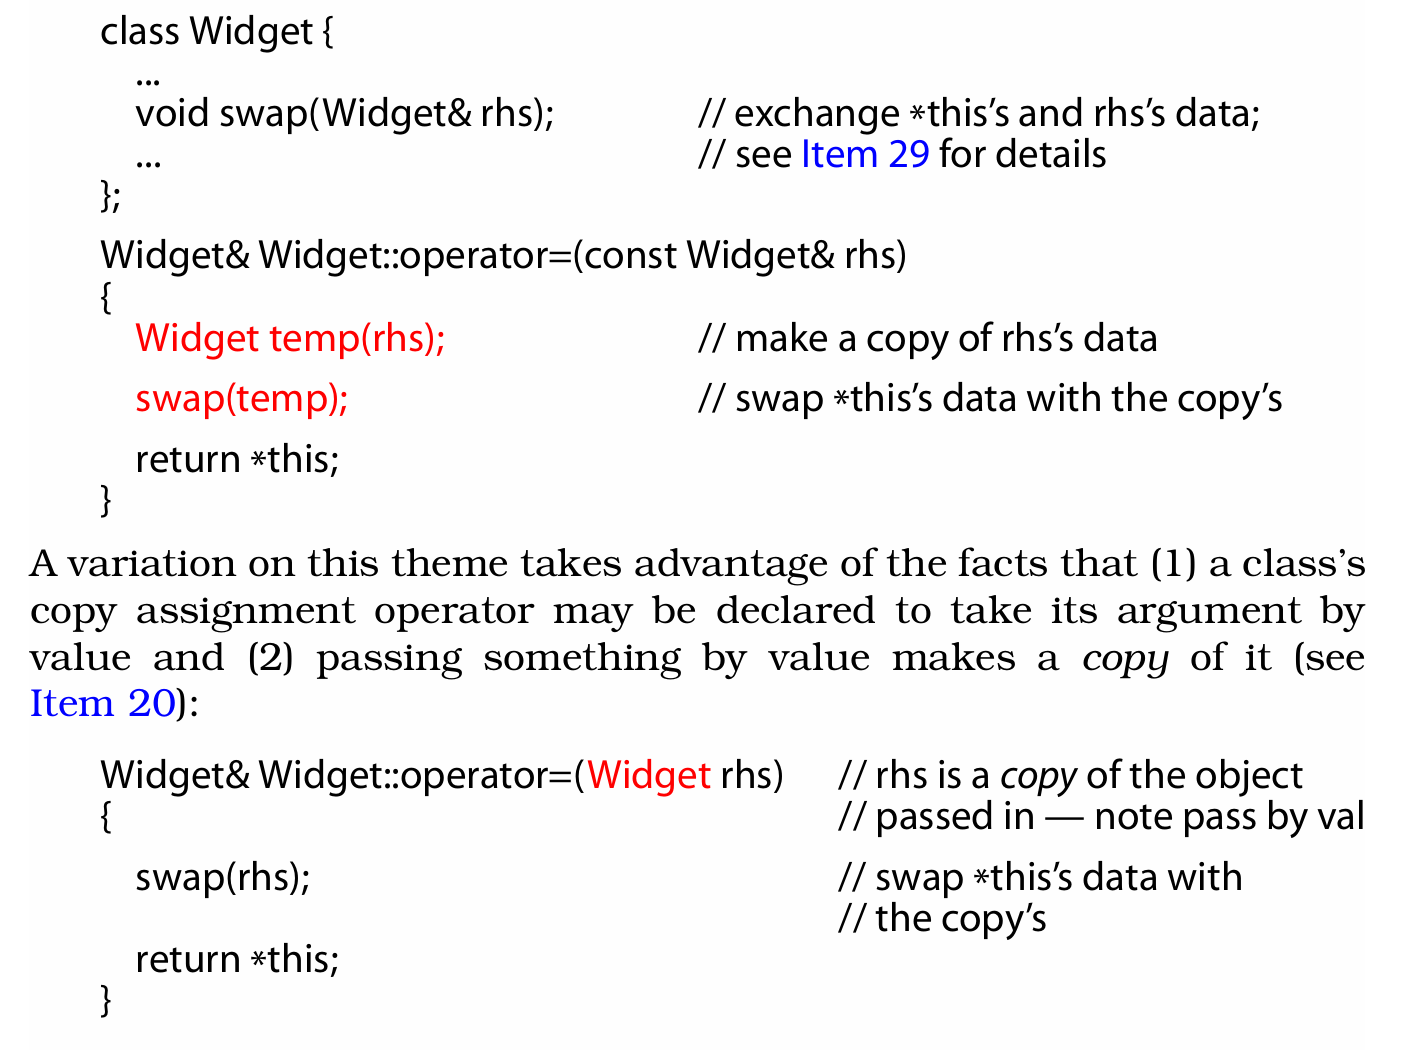 class Widget {
...
void swap(Widget& rhs); // exchange *this’s and rhs’s data;
... // see Item 29 for details
};
Widget& Widget::operator=(const Widget& rhs)
{
Widget temp(rhs); // make a copy of rhs’s data
swap(temp); // swap *this’s data with the copy’s
return *this;
}
A variation on this theme takes advantage of the facts that (1) a class’s
copy assignment operator may be declared to take its argument by
value and (2) passing something by value makes a copy of it (see
Item 20):
Widget& Widget::operator=(Widget rhs) // rhs is a copy of the object
{ // passed in — note pass by val
swap(rhs); // swap *this’s data with
// the copy’s
return *this;
}